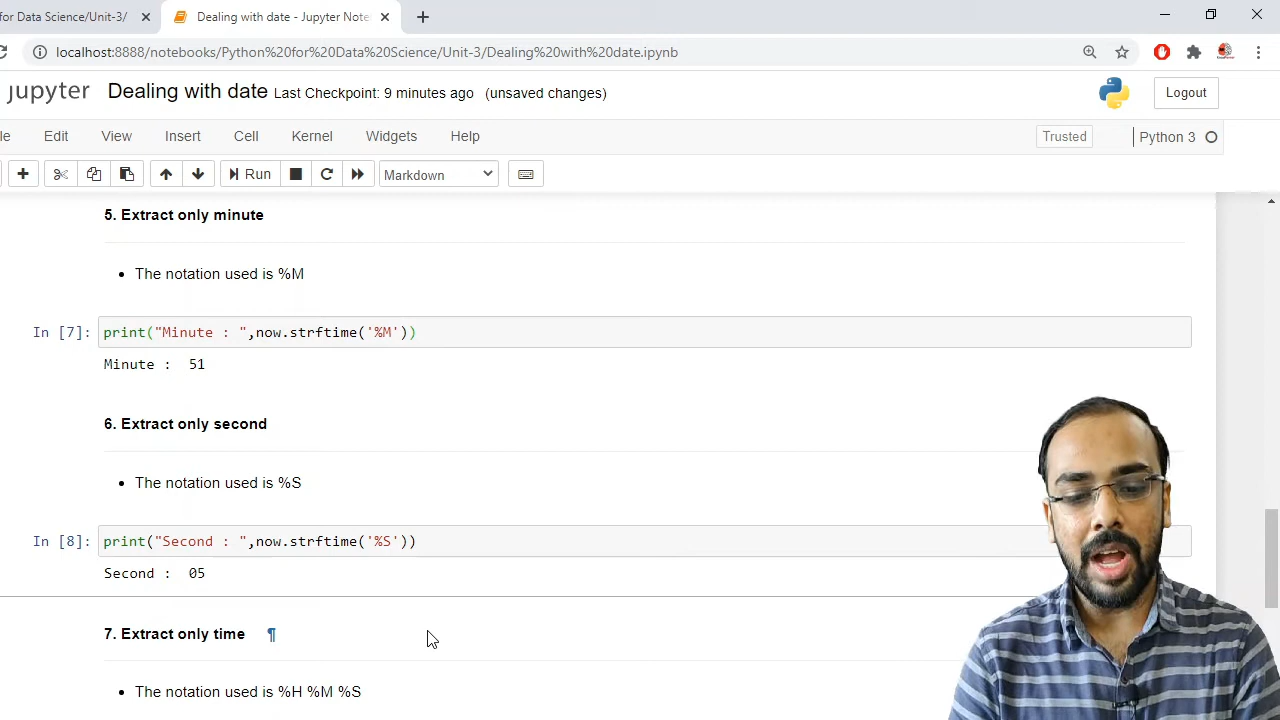 for Data Science/Unit-3/
Dealing with date - Jupyter Note
localhost:8888/notebooks/Python%20for%20Data%20Science/Unit-3/Dealing%20with%20date.ipynb
jupyter Dealing with date Last Checkpoint: 9 minutes ago (unsaved changes)
Logout
le Edit View Insert Cell Kernel Widgets Help
Trusted
Python 3
Run
Markdown
5. Extract only minute
• The notation used is %M
In [7]: print("Minute : ",now.strftime('%M'))
Minute : 51
6. Extract only second
• The notation used is %S
In [8]: print("Second : ",now.strftime('%S'))
Second : 05
7. Extract only time ¶
• The notation used is %H %M %S